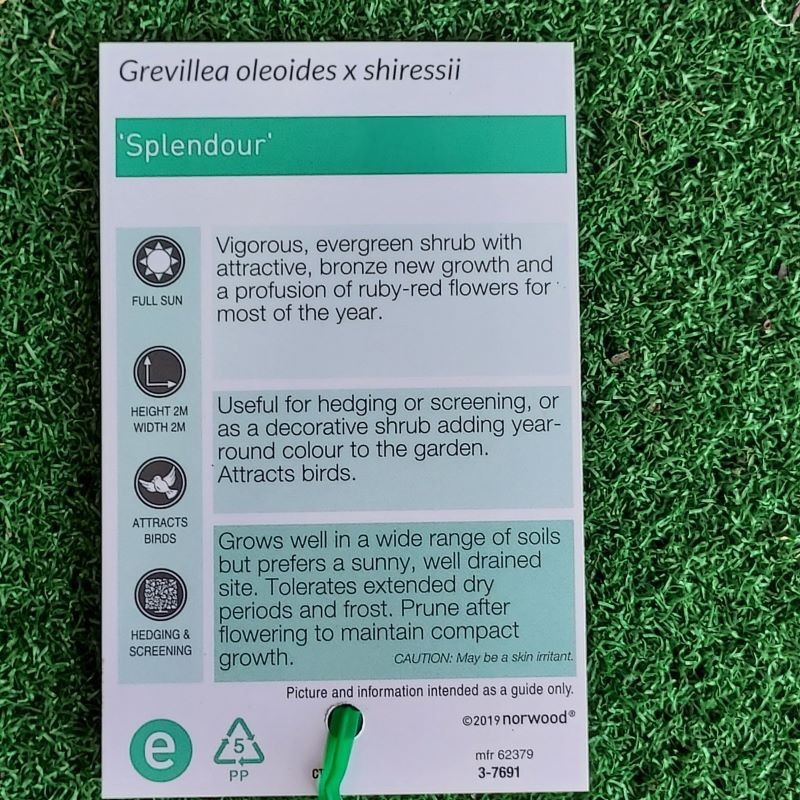 Grevillea oleoides x shiressii
'Splendour'
FULL SUN
Vigorous, evergreen shrub with
attractive, bronze new growth and
a profusion of ruby-red flowers for
most of the year.
HEIGHT 2M
WIDTH 2M
Useful for hedging or screening, or
as a decorative shrub adding year-
round colour to the garden.
Attracts birds.
ATTRACTS
BIRDS
Grows well in a wide range of soils
but prefers a sunny, well drained
site. Tolerates extended dry
periods and frost. Prune after
flowering to maintain compact
growth.
CAUTION: May be a skin irritant.
HEDGING &
SCREENING
Picture and information intended as a guide only.
©2019 norwood®
e
5
PP
mfr 62379
3-7691